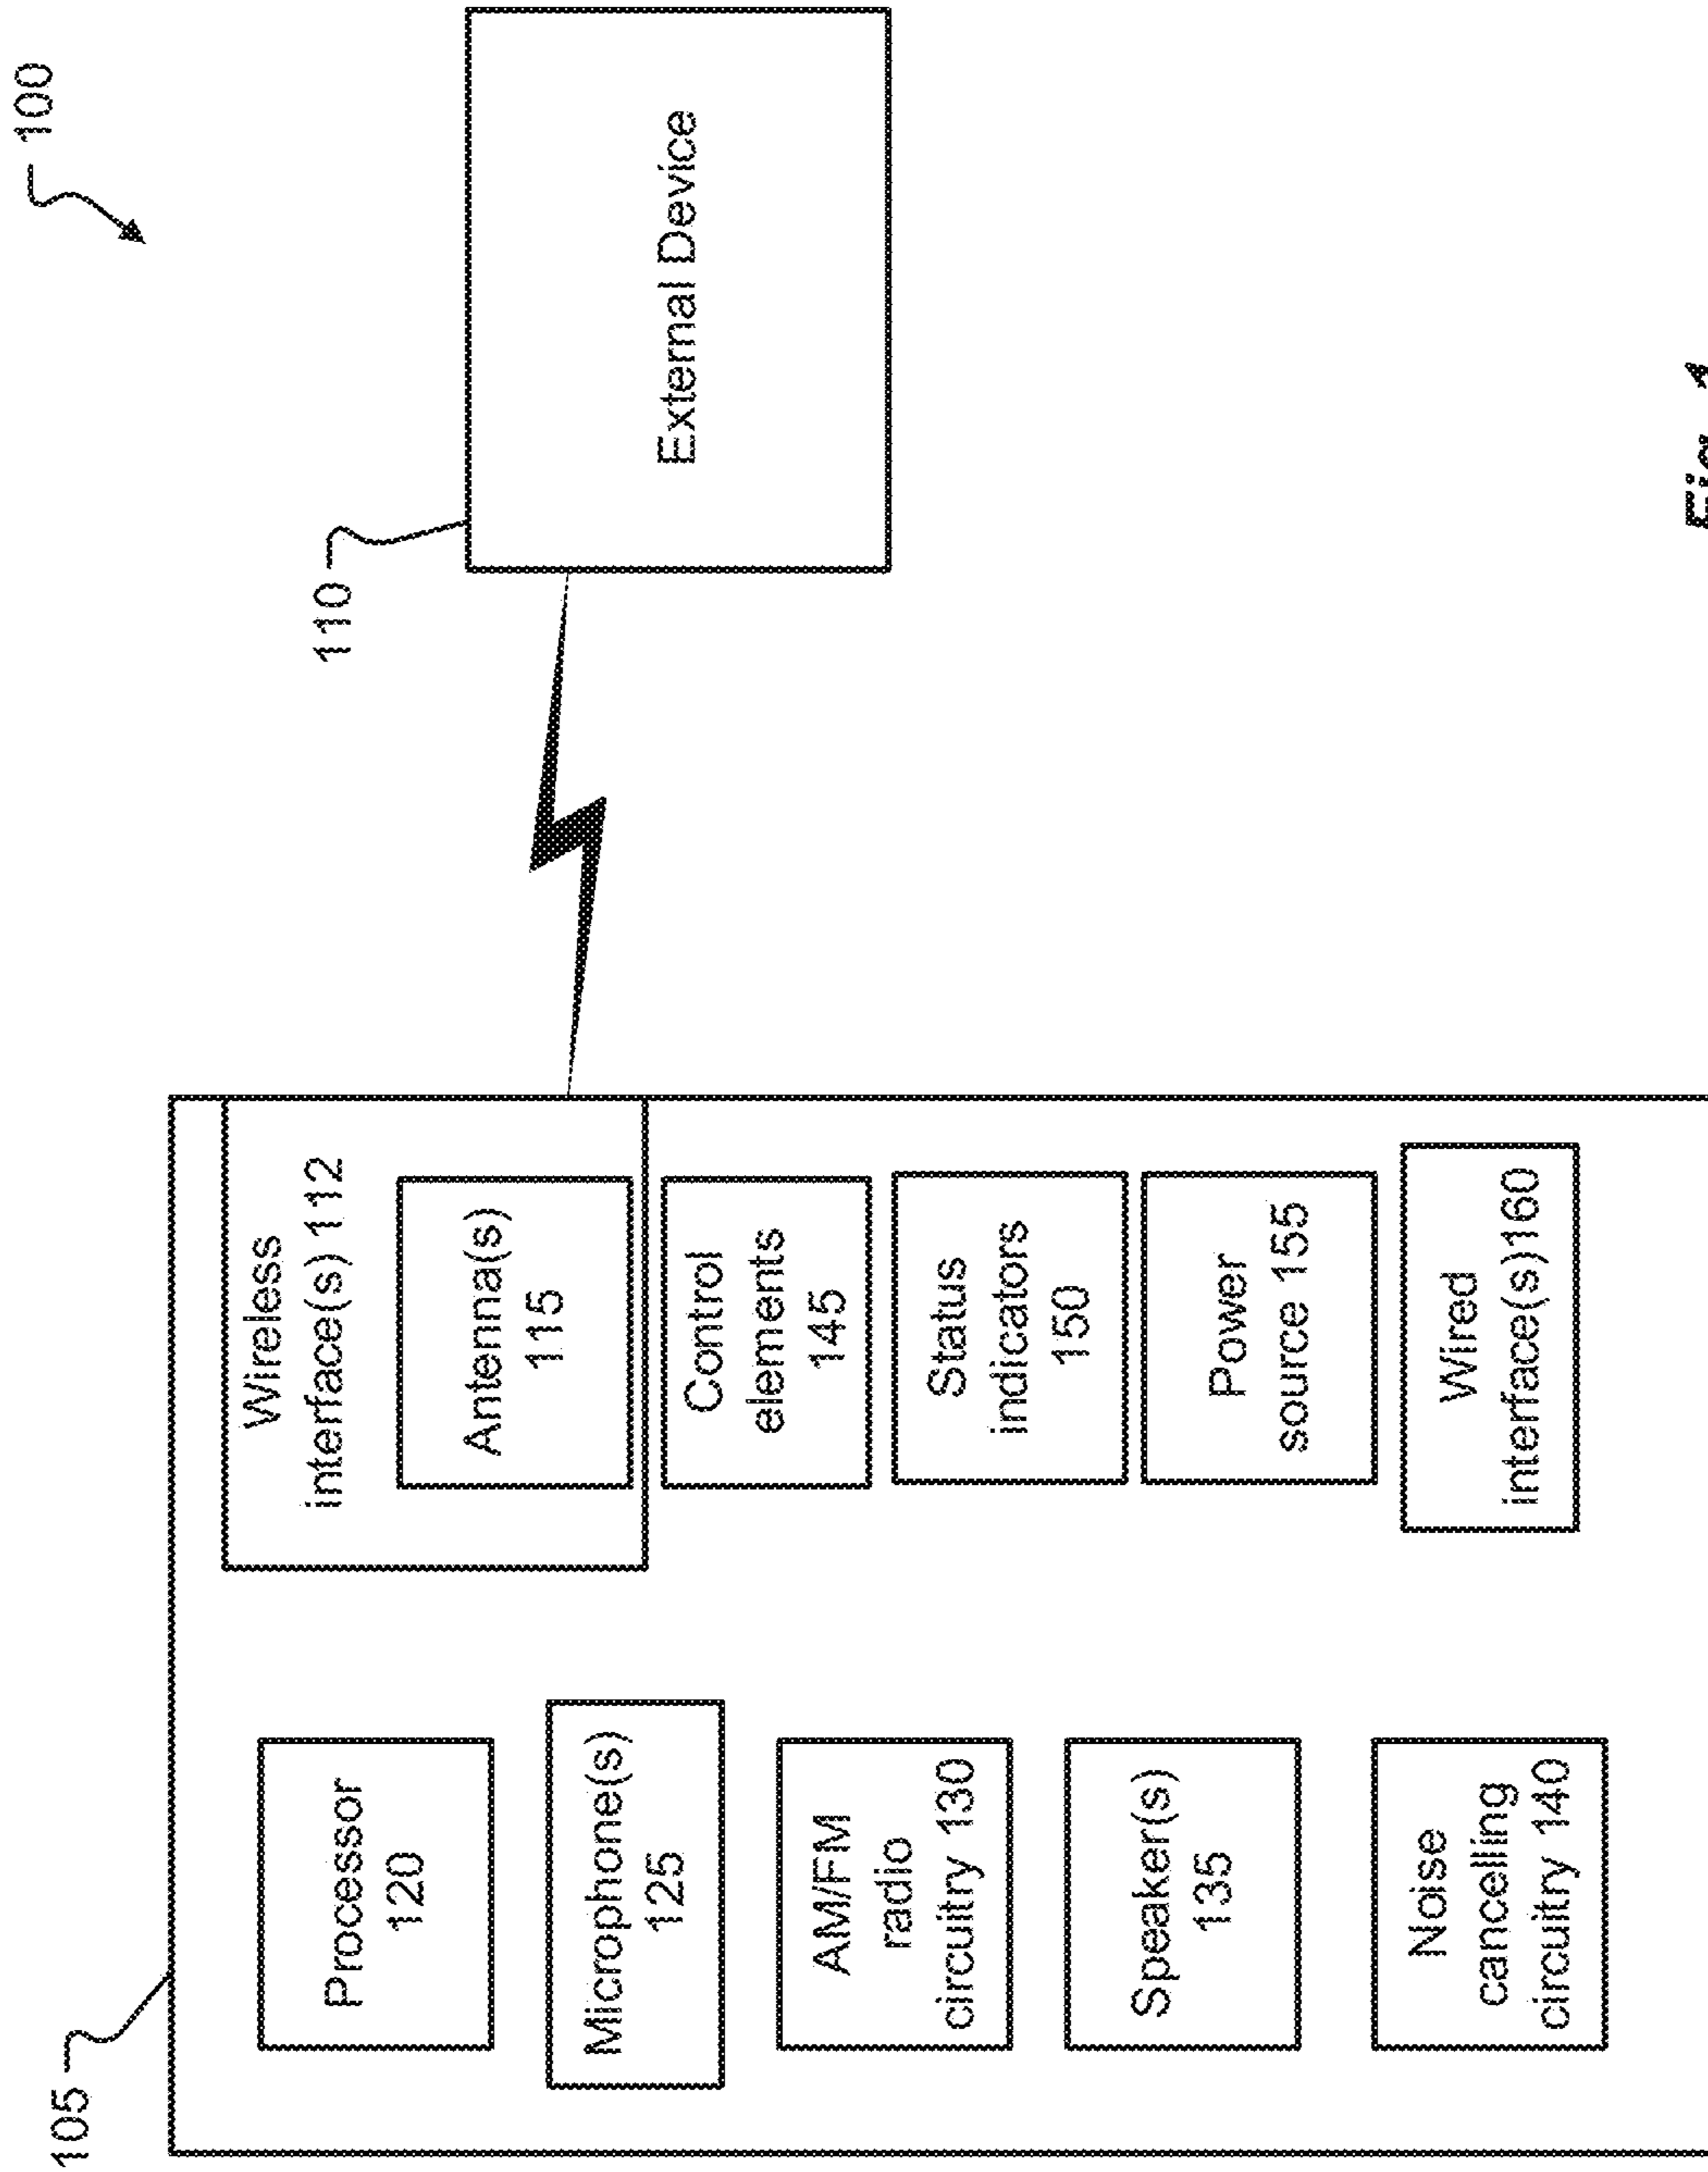 100
105
110
External Device
Wireless
interface(s) 112
Antenna(s)
115
Processor
120
Microphone(s)
125
AM/FM
radio
circuitry 130
Speaker(s)
135
Noise
cancelling
circuitry 140
Control
elements
145
Status
indicators
150
Power
source 155
Wired
interface(s)160